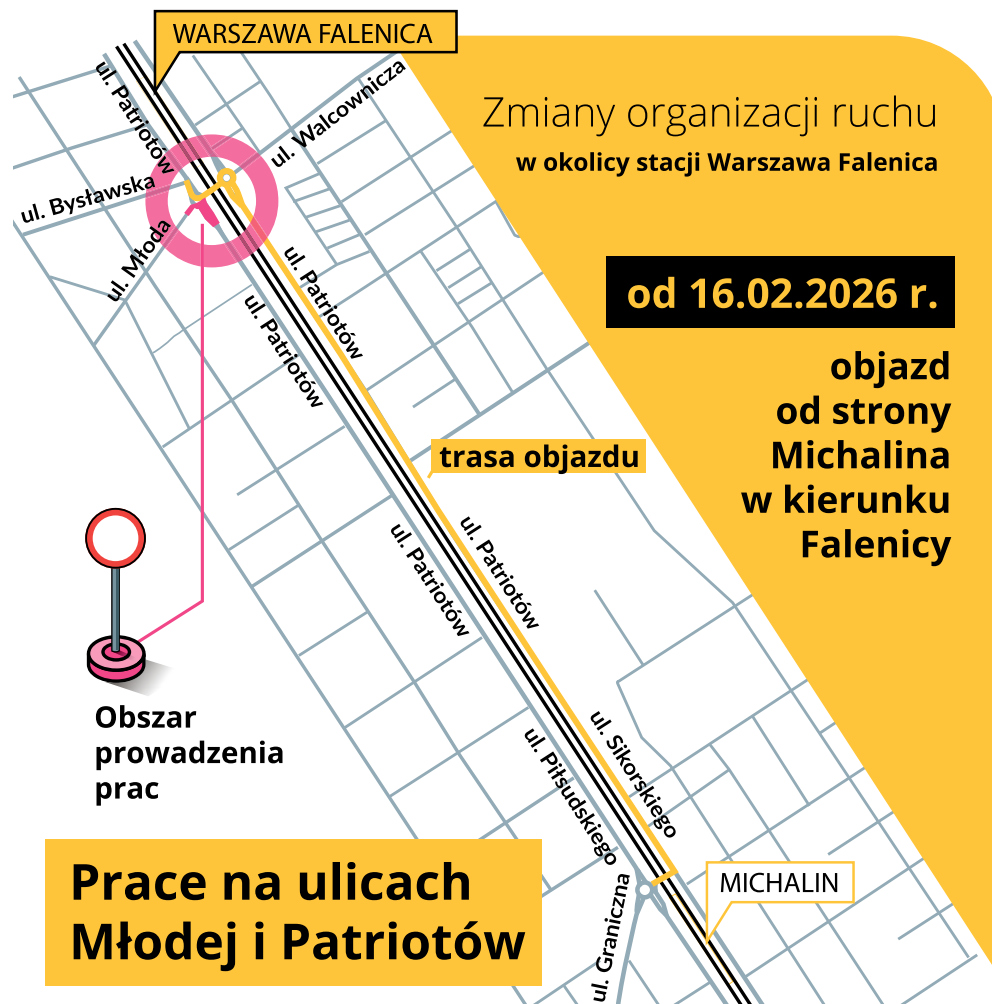 WARSZAWA FALENICA
Zmiany organizacji ruchu
w okolicy stacji Warszawa Falenica
od 16.02.2026 r.
objazd
od strony
Michalina
w kierunku
Falenicy
ul. Patriotów
ul. Walcownicza
ul. Bysławska
ul. Młoda
ul. Patriotów
ul. Patriotów
trasa objazdu
ul. Patriotów
ul. Patriotów
Obszar
prowadzenia
prac
ul. Sikorskiego
ul. Piłsudskiego
ul. Graniczna
MICHALIN
Prace na ulicach
Młodej i Patriotów